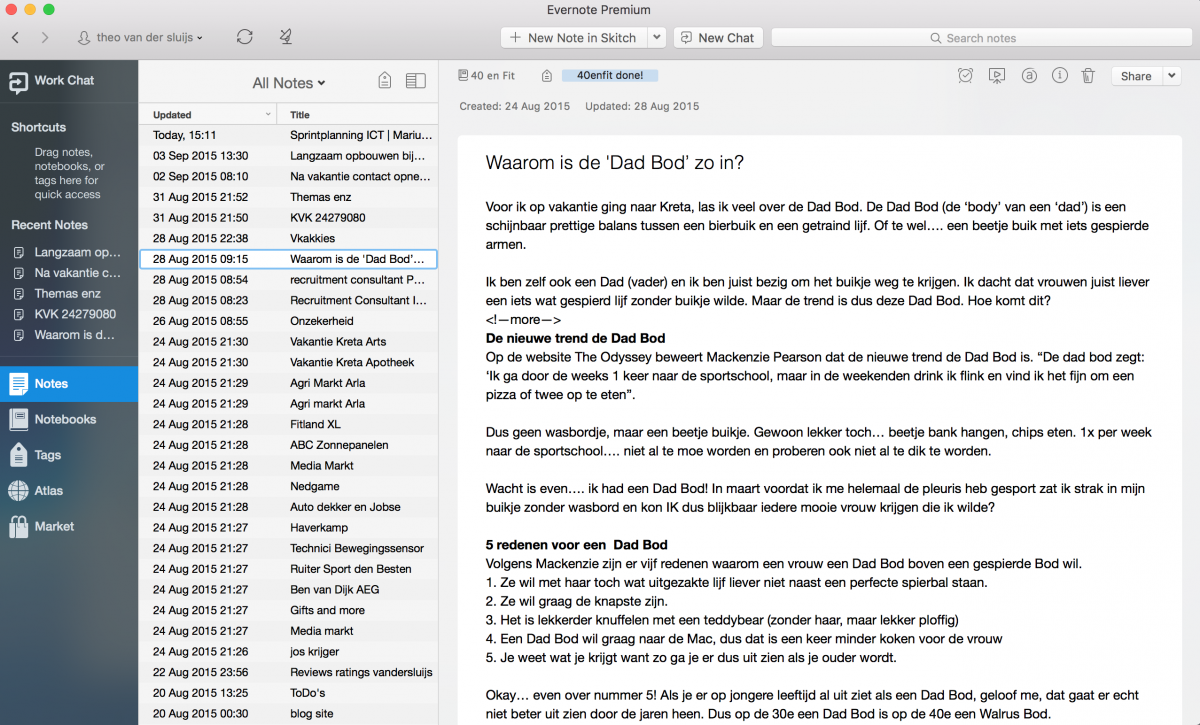 Evernote Premium
theo van der sluijs
New Note in Skitch
New Chat
Search notes
Work Chat
Shortcuts
Drag notes,
notebooks, or
tags here for
quick access
Recent Notes
Langzaam op...
Na vakantie c...
Themas enz
KVK 24279080
Waarom is d...
Notes
Notebooks
Tags
Atlas
Market
All Notes
Updated Title
Today, 15:11 Sprintplanning ICT | Mariu...
03 Sep 2015 13:30 Langzaam opbouwen bij...
02 Sep 2015 08:10 Na vakantie contact opne...
31 Aug 2015 21:52 Themas enz
31 Aug 2015 21:50 KVK 24279080
28 Aug 2015 22:38 Vkakkies
28 Aug 2015 09:15 Waarom is de 'Dad Bod'...
28 Aug 2015 08:54 recruitment consultant P...
28 Aug 2015 08:23 Recruitment Consultant I...
26 Aug 2015 08:55 Onzekerheid
24 Aug 2015 21:30 Vakantie Kreta Arts
24 Aug 2015 21:30 Vakantie Kreta Apotheek
24 Aug 2015 21:29 Agri Markt Arla
24 Aug 2015 21:29 Agri markt Arla
24 Aug 2015 21:28 Fitland XL
24 Aug 2015 21:28 ABC Zonnepanelen
24 Aug 2015 21:28 Media Markt
24 Aug 2015 21:28 Nedgame
24 Aug 2015 21:28 Auto dekker en Jobse
24 Aug 2015 21:27 Haverkamp
24 Aug 2015 21:27 Technici Bewegingssensor
24 Aug 2015 21:27 Ruiter Sport den Besten
24 Aug 2015 21:27 Ben van Dijk AEG
24 Aug 2015 21:27 Gifts and more
24 Aug 2015 21:27 Media markt
24 Aug 2015 21:26 jos krijger
22 Aug 2015 23:56 Reviews ratings vandersluijs
20 Aug 2015 13:25 ToDo's
20 Aug 2015 00:30 blog site
40 en Fit
40enfit done!
Share
Created: 24 Aug 2015 Updated: 28 Aug 2015
Waarom is de 'Dad Bod' zo in?
Voor ik op vakantie ging naar Kreta, las ik veel over de Dad Bod. De Dad Bod (de 'body' van een 'dad') is een
schijnbaar prettige balans tussen een bierbuik en een getraind lijf. Of te wel…. een beetje buik met iets gespierde
armen.
Ik ben zelf ook een Dad (vader) en ik ben juist bezig om het buikje weg te krijgen. Ik dacht dat vrouwen juist liever
een iets wat gespierd lijf zonder buikje wilde. Maar de trend is dus deze Dad Bod. Hoe komt dit?
<!—more—>
De nieuwe trend de Dad Bod
Op de website The Odyssey beweert Mackenzie Pearson dat de nieuwe trend de Dad Bod is. “De dad bod zegt:
‘Ik ga door de weeks 1 keer naar de sportschool, maar in de weekenden drink ik flink en vind ik het fijn om een
pizza of twee op te eten”.
Dus geen wasbordje, maar een beetje buikje. Gewoon lekker toch… beetje bank hangen, chips eten. 1x per week
naar de sportschool…. niet al te moe worden en proberen ook niet al te dik te worden.
Wacht is even…. ik had een Dad Bod! In maart voordat ik me helemaal de pleuris heb gesport zat ik strak in mijn
buikje zonder wasbord en kon IK dus blijkbaar iedere mooie vrouw krijgen die ik wilde?
5 redenen voor een  Dad Bod
Volgens Mackenzie zijn er vijf redenen waarom een vrouw een Dad Bod boven een gespierde Bod wil.
1. Ze wil met haar toch wat uitgezakte lijf liever niet naast een perfecte spierbal staan.
2. Ze wil graag de knapste zijn.
3. Het is lekkerder knuffelen met een teddybear (zonder haar, maar lekker ploffig)
4. Een Dad Bod wil graag naar de Mac, dus dat is een keer minder koken voor de vrouw
5. Je weet wat je krijgt want zo ga je er dus uit zien als je ouder wordt.
Okay… even over nummer 5! Als je er op jongere leeftijd al uit ziet als een Dad Bod, geloof me, dat gaat er echt
niet beter uit zien door de jaren heen. Dus op de 30e een Dad Bod is op de 40e een Walrus Bod.